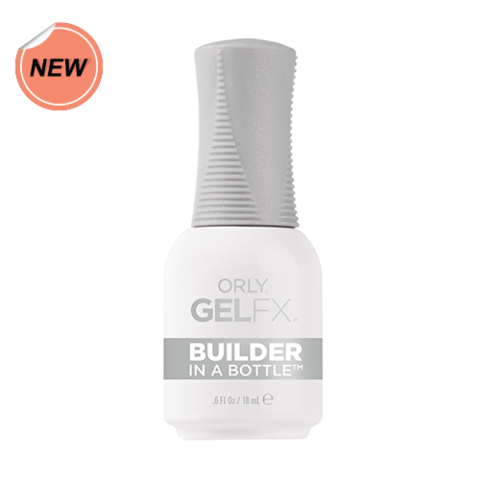 NEW
ORLY.
GELFX®
BUILDER
IN A BOTTLE™
.6 Fl Oz / 18 mL ℮